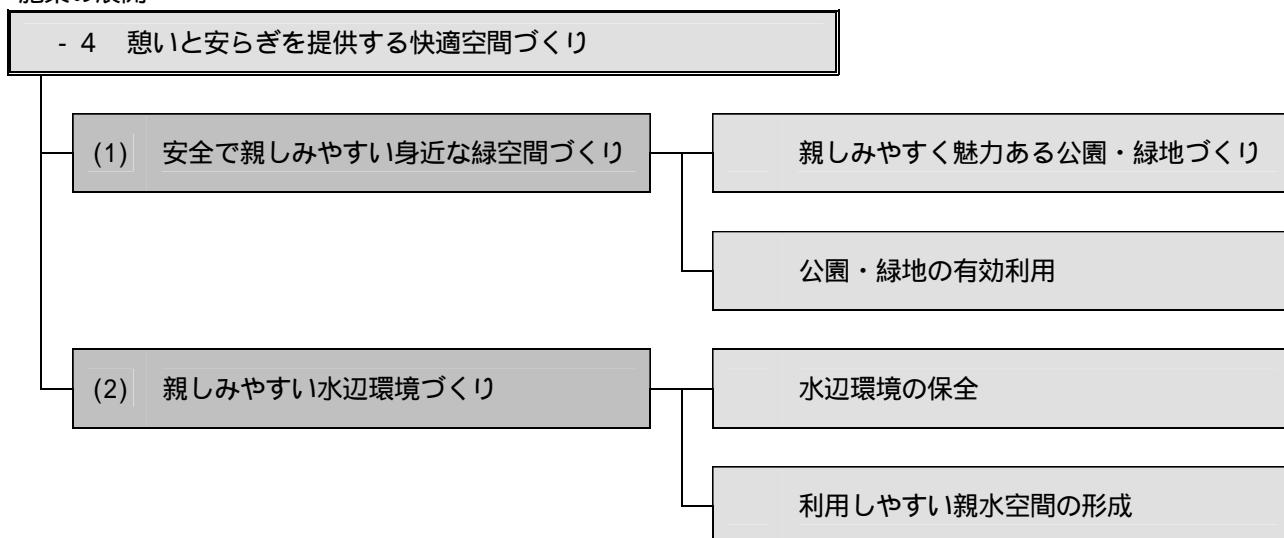 施策の展開
- 4 憩いと安らぎを提供する快適空間づくり
(1) 安全で親しみやすい身近な緑空間づくり
親しみやすく魅力ある公園・緑地づくり
公園・緑地の有効利用
(2) 親しみやすい水辺環境づくり
水辺環境の保全
利用しやすい親水空間の形成